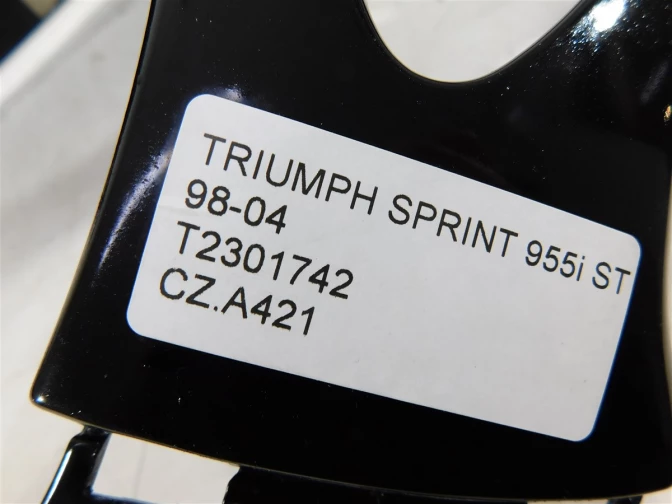 TRIUMPH SPRINT 955i ST
98-04
T2301742
CZ.A421